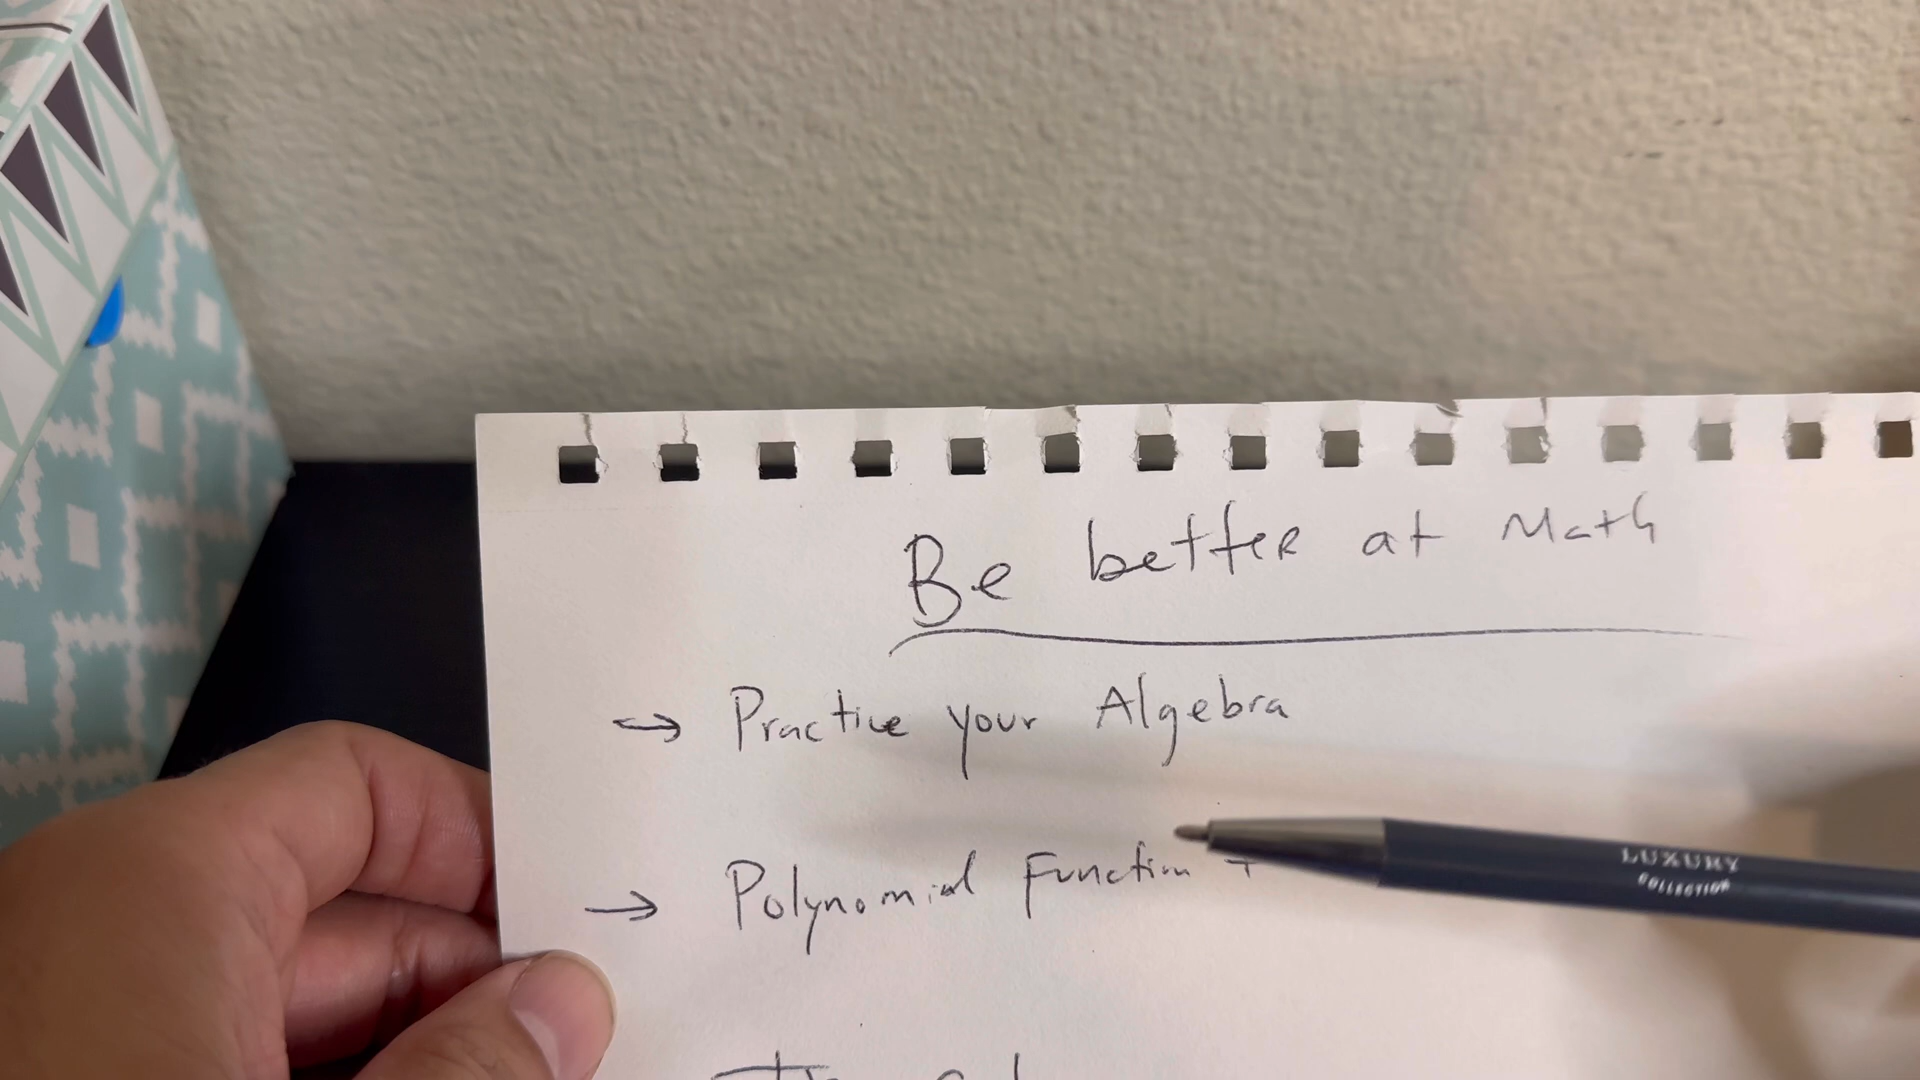 Be better at Math
→ Practice your Algebra
→ Polynomial Function +
LUXURY
COLLECTION